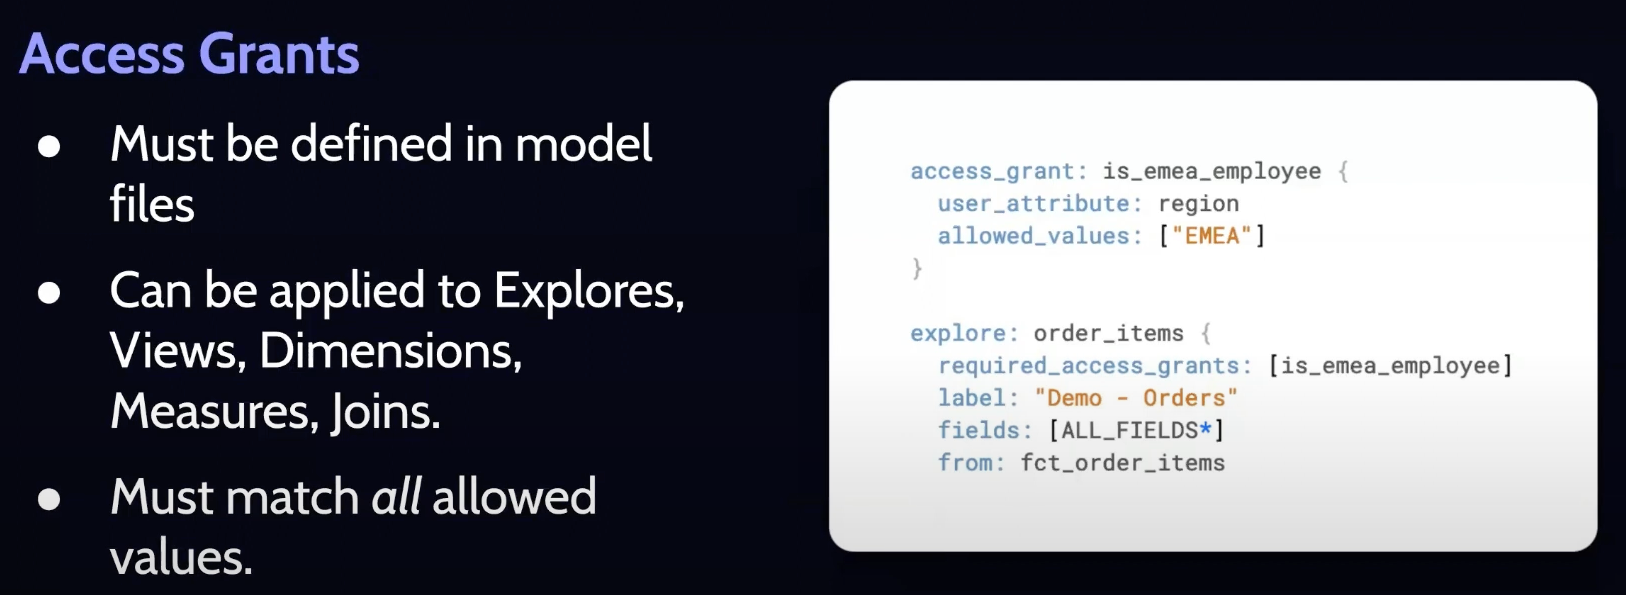 Access Grants
● Must be defined in model
files
● Can be applied to Explores,
Views, Dimensions,
Measures, Joins.
● Must match all allowed
values.
access_grant: is_emea_employee {
  user_attribute: region
  allowed_values: ["EMEA"]
}
explore: order_items {
  required_access_grants: [is_emea_employee]
  label: "Demo - Orders"
  fields: [ALL_FIELDS*]
  from: fct_order_items